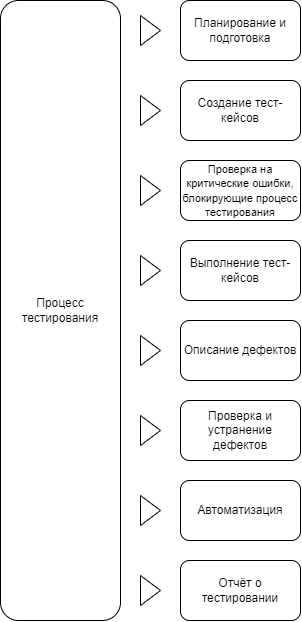 Процесс
тестирования
Планирование и
подготовка
Создание тест-
кейсов
Проверка на
критические ошибки,
блокирующие процесс
тестирования
Выполнение тест-
кейсов
Описание дефектов
Проверка и
устранение
дефектов
Автоматизация
Отчёт о
тестировании